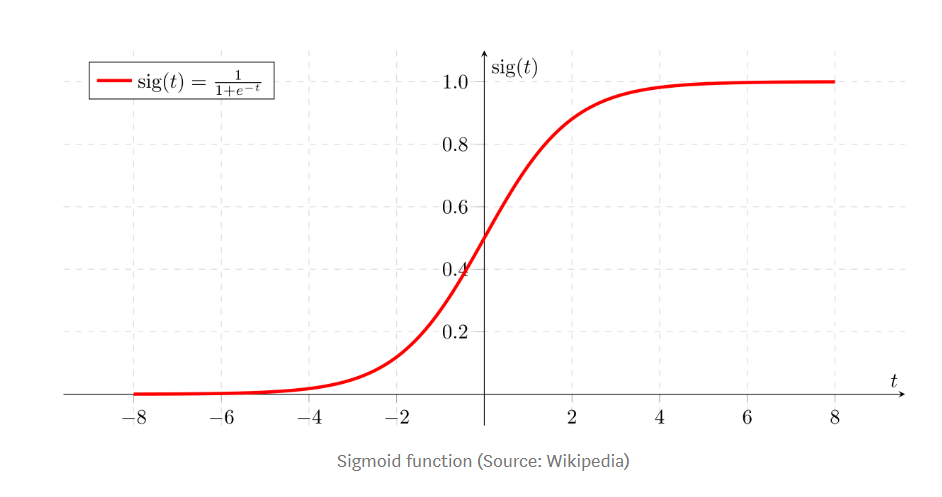 sig(t) = 1/(1+e^{-t})
sig(t)
1.0
0.8
0.6
0.4
0.2
t
−8 −6 −4 −2 2 4 6 8
Sigmoid function (Source: Wikipedia)